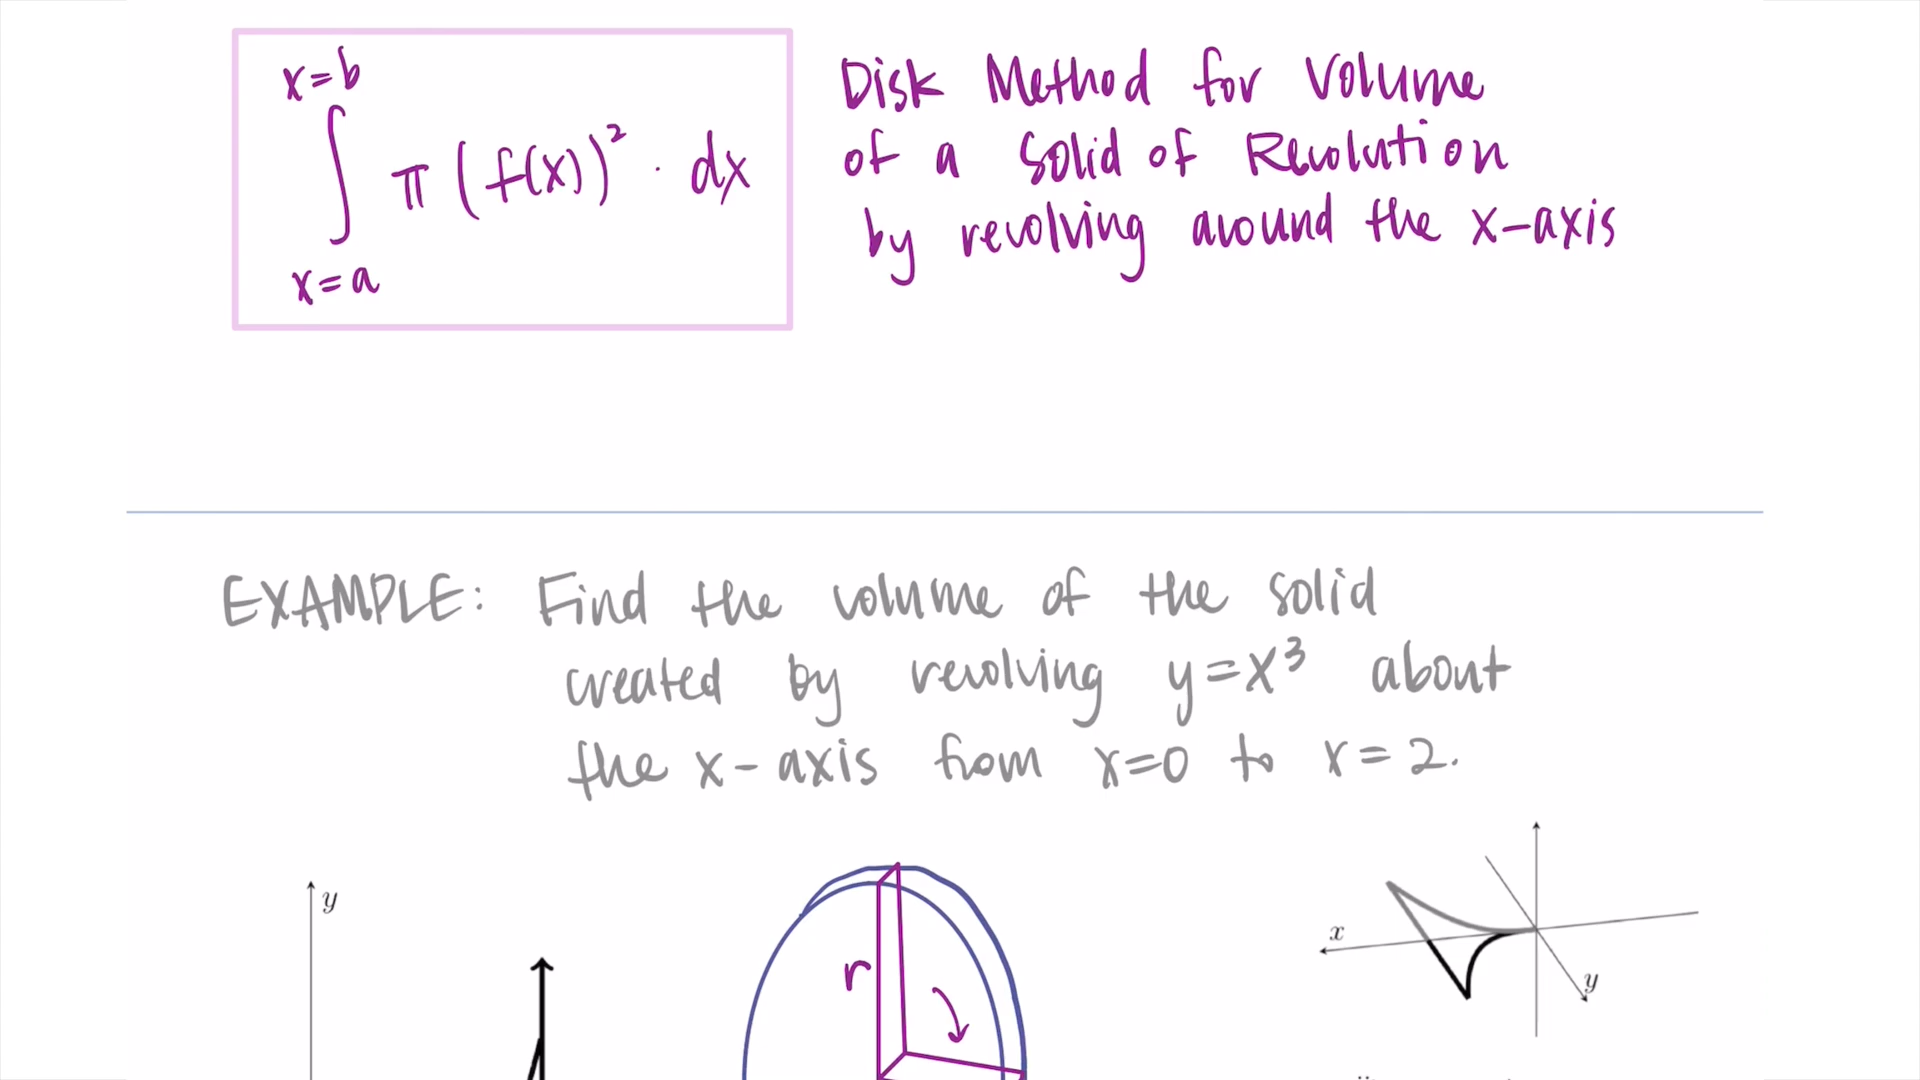 x=b
∫ π (f(x))² · dx
x=a
Disk Method for Volume
of a Solid of Revolution
by revolving around the x-axis
EXAMPLE: Find the volume of the solid
created by revolving y=x³ about
the x-axis from x=0 to x=2.
y
r
x
y